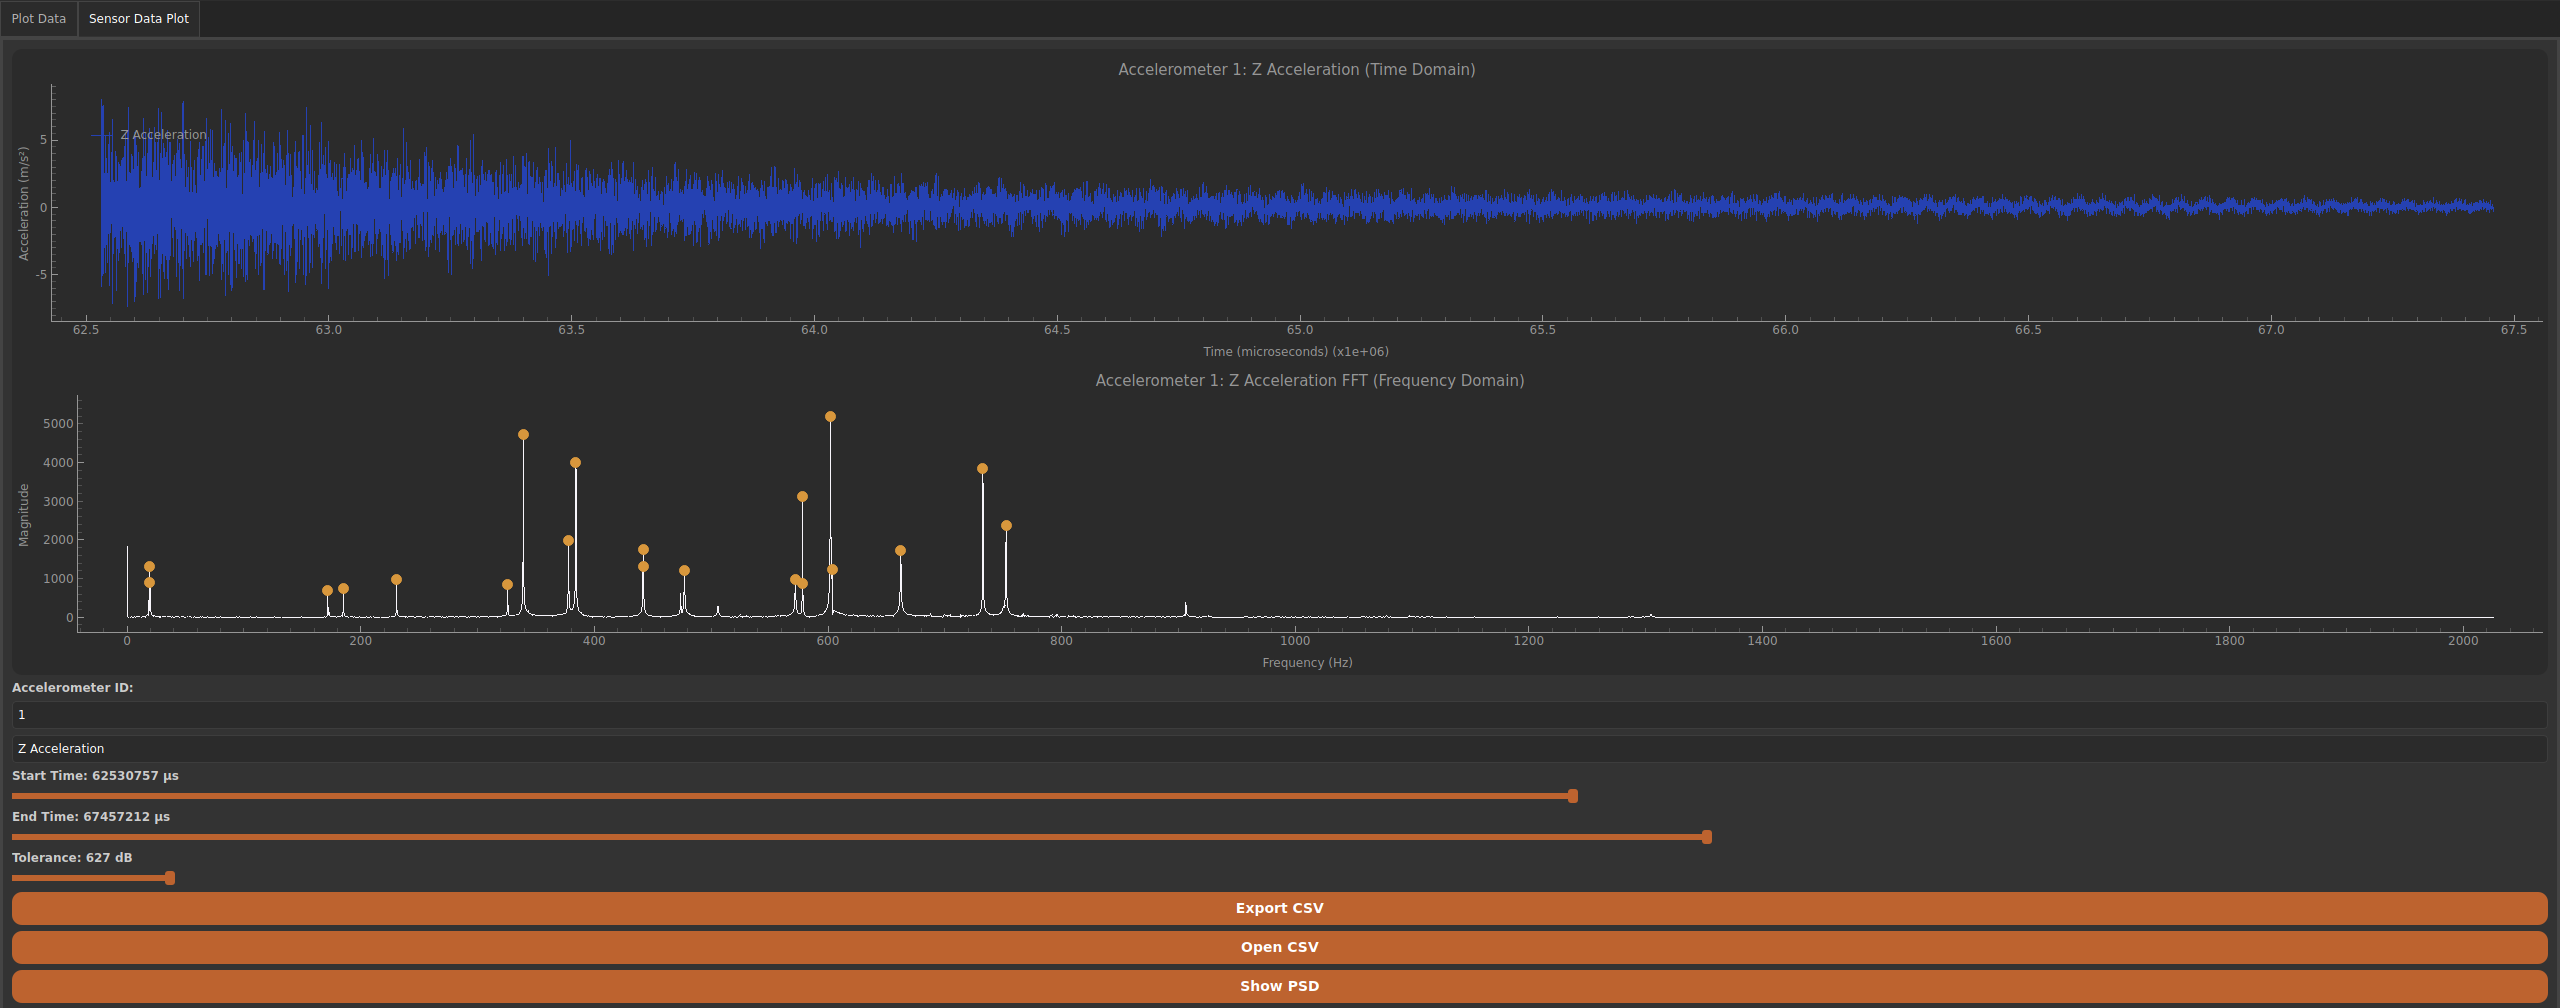 Plot Data Sensor Data Plot
Accelerometer 1: Z Acceleration (Time Domain)
Z Acceleration
Acceleration (m/s²)
5
0
-5
62.5 63.0 63.5 64.0 64.5 65.0 65.5 66.0 66.5 67.0 67.5
Time (microseconds) (x1e+06)
Accelerometer 1: Z Acceleration FFT (Frequency Domain)
Magnitude
5000
4000
3000
2000
1000
0
0 200 400 600 800 1000 1200 1400 1600 1800 2000
Frequency (Hz)
Accelerometer ID:
1
Z Acceleration
Start Time: 62530757 µs
End Time: 67457212 µs
Tolerance: 627 dB
Export CSV
Open CSV
Show PSD